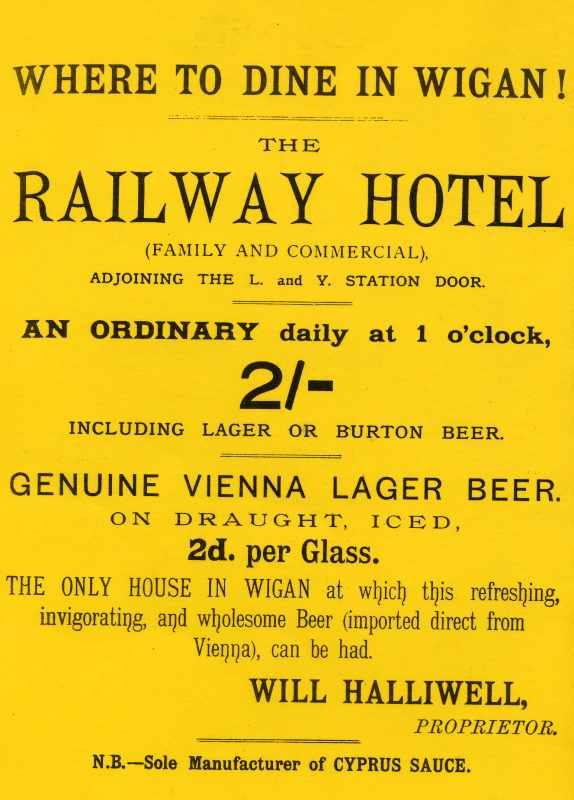 WHERE TO DINE IN WIGAN!
THE
RAILWAY HOTEL
(FAMILY AND COMMERCIAL),
ADJOINING THE L. and Y. STATION DOOR.
AN ORDINARY daily at 1 o'clock,
2/-
INCLUDING LAGER OR BURTON BEER.
GENUINE VIENNA LAGER BEER.
ON DRAUGHT, ICED,
2d. per Glass.
THE ONLY HOUSE IN WIGAN at which this refreshing,
invigorating, and wholesome Beer (imported direct from
Vienna), can be had.
WILL HALLIWELL,
PROPRIETOR.
N.B.—Sole Manufacturer of CYPRUS SAUCE.